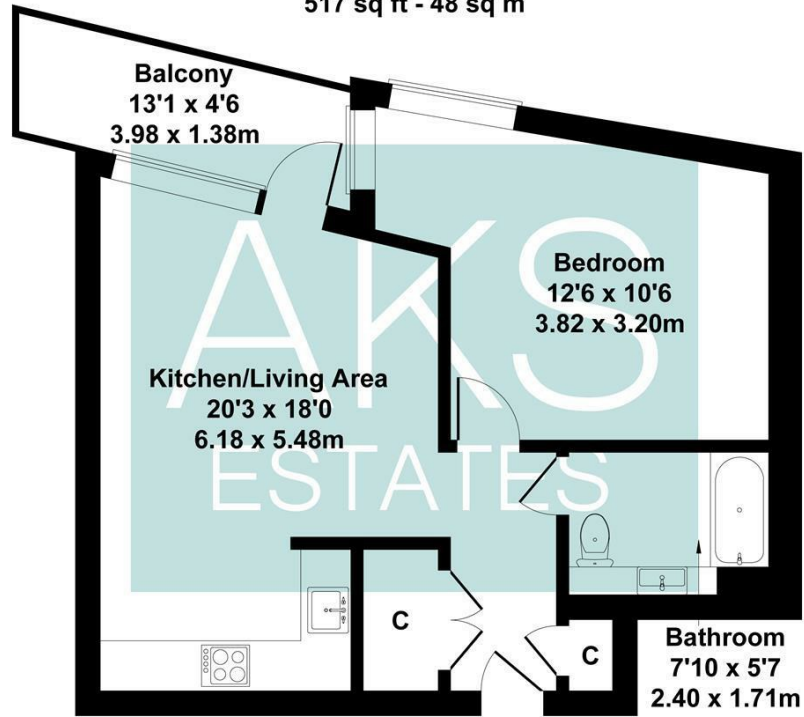 517 sq ft - 48 sq m
Balcony
13'1 x 4'6
3.98 x 1.38m
Bedroom
12'6 x 10'6
3.82 x 3.20m
AKS
ESTATES
Kitchen/Living Area
20'3 x 18'0
6.18 x 5.48m
C
C
Bathroom
7'10 x 5'7
2.40 x 1.71m